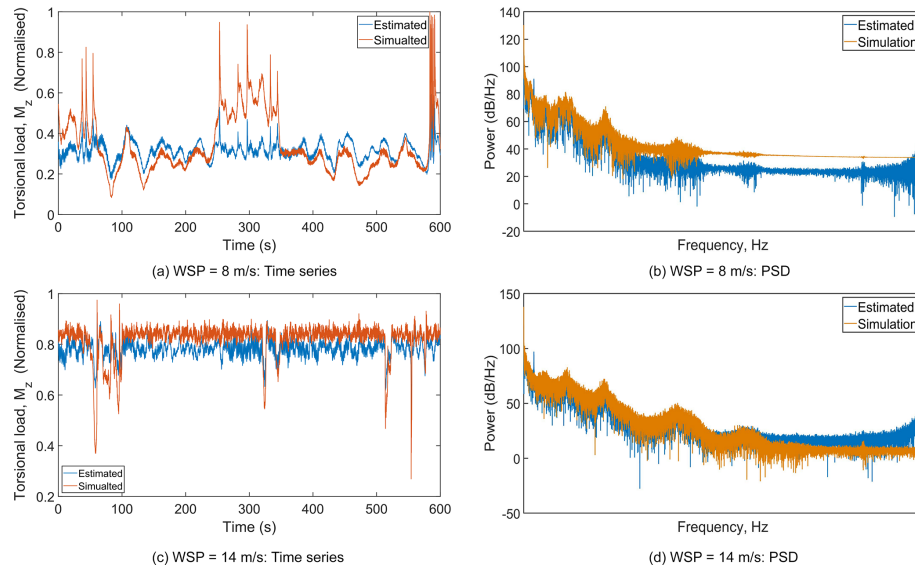 Torsional load, M_z (Normalised)
1
0.8
0.6
0.4
0.2
0
0 100 200 300 400 500 600
Time (s)
Estimated
Simualted
(a) WSP = 8 m/s: Time series
Power (dB/Hz)
140
120
100
80
60
40
20
0
-20
Frequency, Hz
Estimated
Simulation
(b) WSP = 8 m/s: PSD
Torsional load, M_z (Normalised)
1
0.8
0.6
0.4
0.2
0 100 200 300 400 500 600
Time (s)
Estimated
Simualted
(c) WSP = 14 m/s: Time series
Power (dB/Hz)
150
100
50
0
-50
Frequency, Hz
Estimated
Simulation
(d) WSP = 14 m/s: PSD